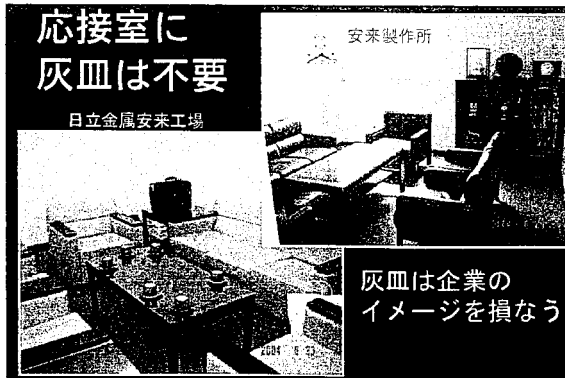 応接室に
灰皿は不要
日立金属安来工場
安来製作所
灰皿は企業の
イメージを損なう